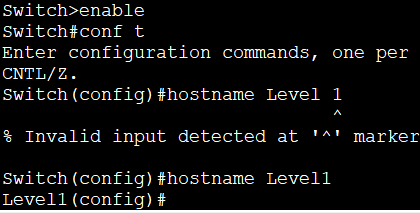 Switch>enable
Switch#conf t
Enter configuration commands, one per
CNTL/Z.
Switch(config)#hostname Level 1
^
% Invalid input detected at '^' marker
Switch(config)#hostname Level1
Level1(config)#